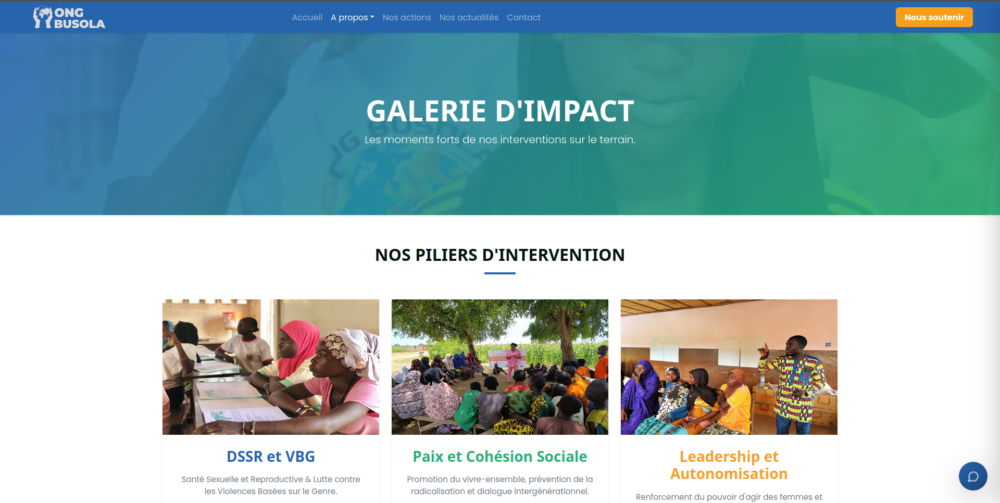 ONG
BUSOLA
Accueil A propos Nos actions Nos actualités Contact
Nous soutenir
GALERIE D'IMPACT
Les moments forts de nos interventions sur le terrain.
NOS PILIERS D'INTERVENTION
DSSR et VBG
Santé Sexuelle et Reproductive & Lutte contre
les Violences Basées sur le Genre.
Paix et Cohésion Sociale
Promotion du vivre-ensemble, prévention de la
radicalisation et dialogue intergénérationnel.
Leadership et
Autonomisation
Renforcement du pouvoir d'agir des femmes et